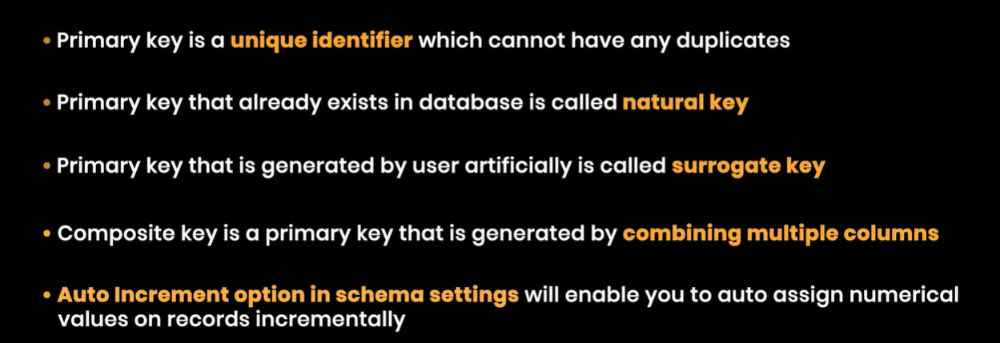 • Primary key is a unique identifier which cannot have any duplicates
• Primary key that already exists in database is called natural key
• Primary key that is generated by user artificially is called surrogate key
• Composite key is a primary key that is generated by combining multiple columns
• Auto Increment option in schema settings will enable you to auto assign numerical
values on records incrementally